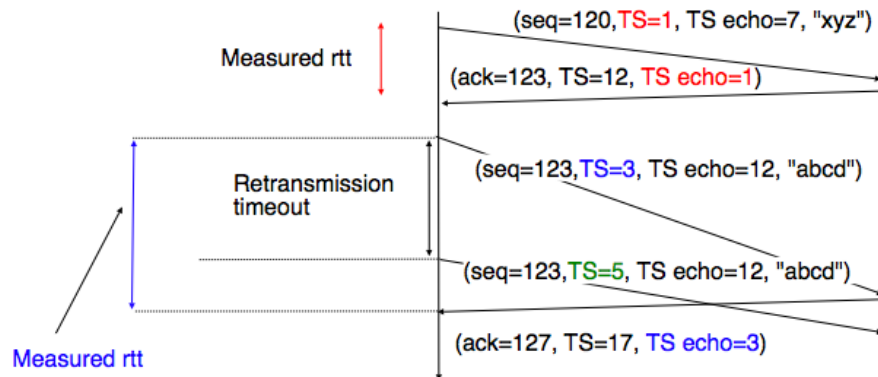 (seq=120,TS=1, TS echo=7, "xyz")
Measured rtt
(ack=123, TS=12, TS echo=1)
(seq=123,TS=3, TS echo=12, "abcd")
Retransmission
timeout
(seq=123,TS=5, TS echo=12, "abcd")
(ack=127, TS=17, TS echo=3)
Measured rtt